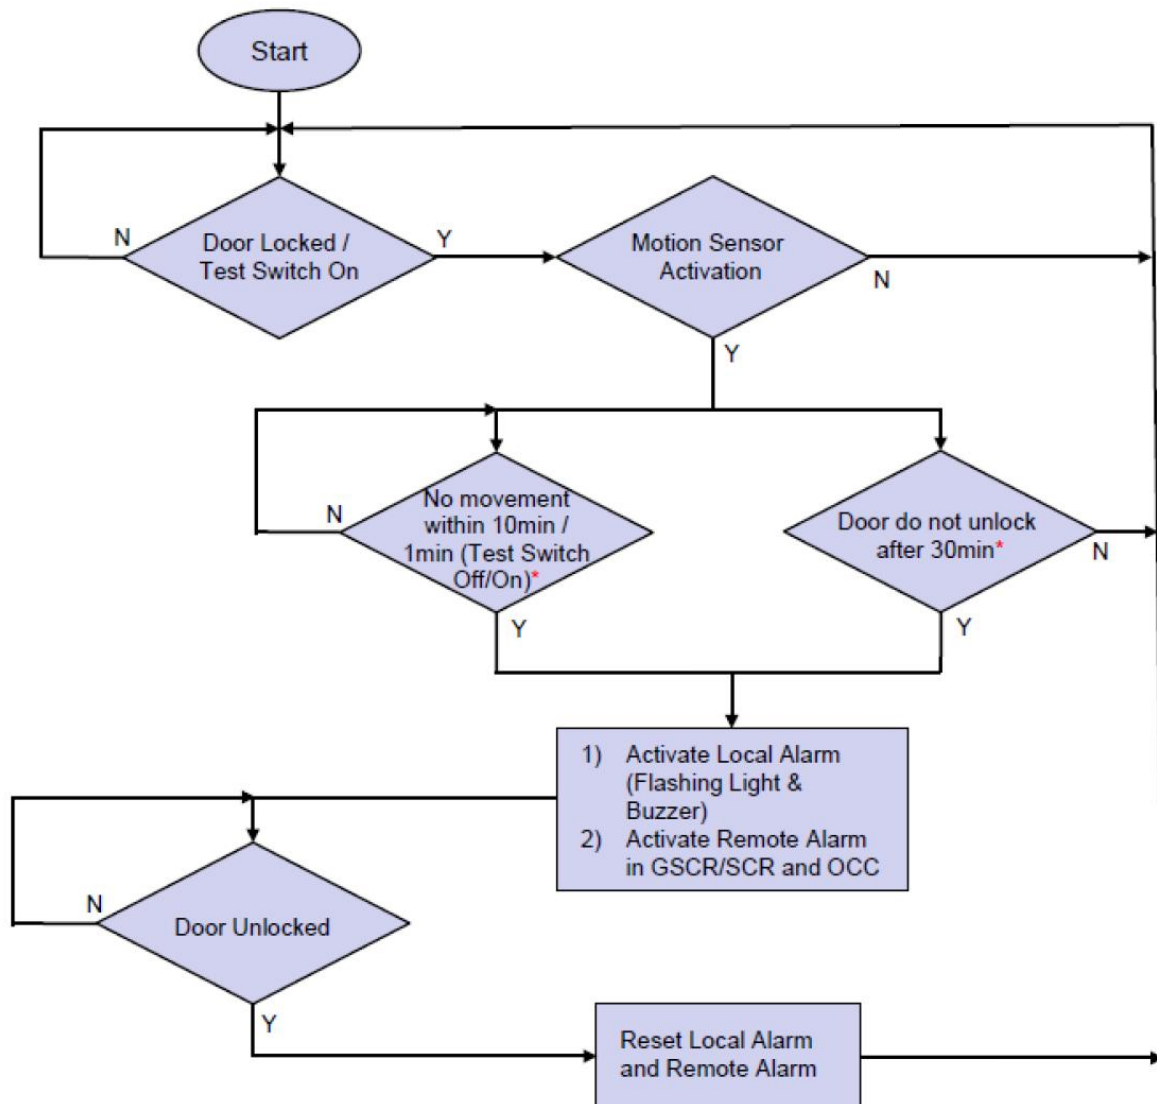 Start
N
Door Locked /
Test Switch On
Y
Motion Sensor
Activation
N
Y
N
No movement
within 10min /
1min (Test Switch
Off/On)*
Y
Door do not unlock
after 30min*
N
Y
1) Activate Local Alarm
(Flashing Light &
Buzzer)
2) Activate Remote Alarm
in GSCR/SCR and OCC
N
Door Unlocked
Y
Reset Local Alarm
and Remote Alarm